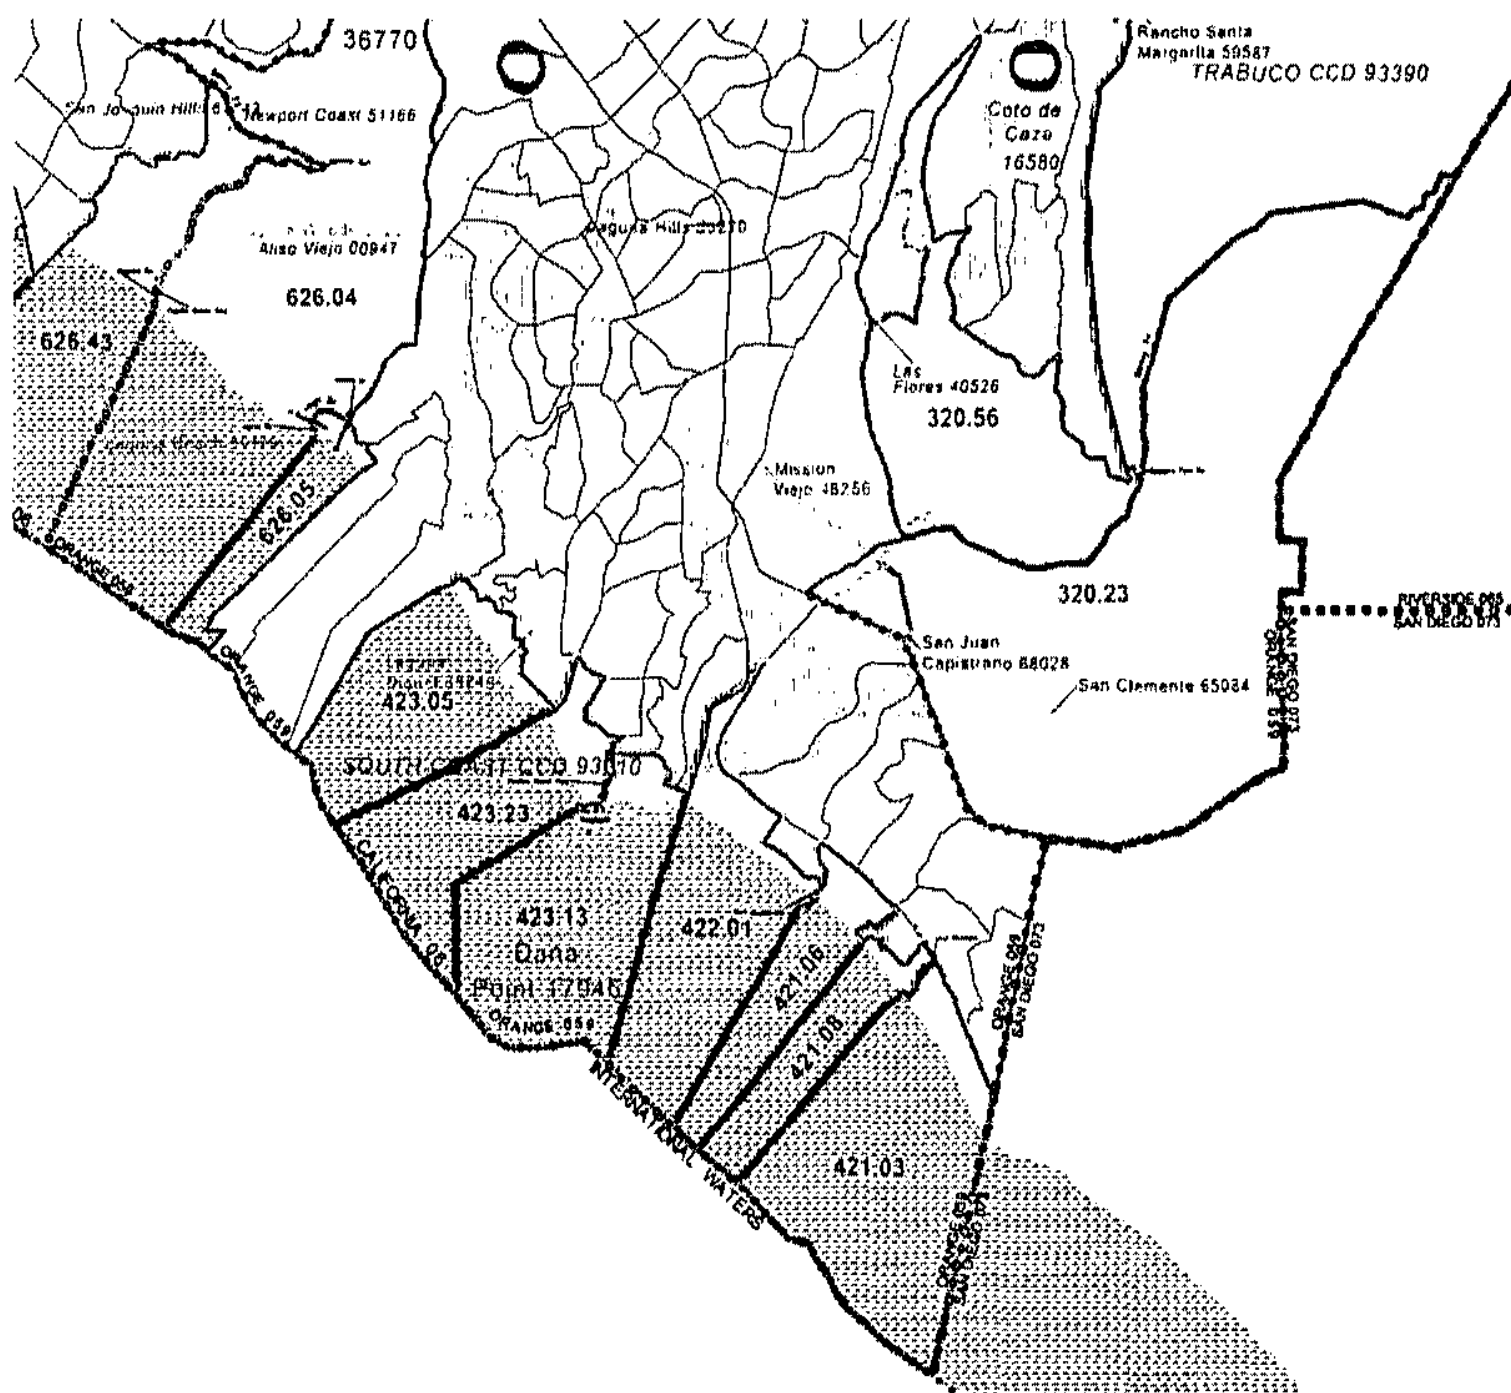 36770
Rancho Santa
Margarita 59587
TRABUCO CCD 93390
Newport Coast 51166
Coto de
Caza
16580
Aliso Viejo 00947
626.04
626.43
Las
Flores 40526
320.56
Mission
Viejo 48256
626.05
ORANGE 059
320.23
RIVERSIDE 065
SAN DIEGO 073
San Juan
Capistrano 68028
San Clemente 65084
SAN DIEGO 073
ORANGE 059
ORANGE 059
423.05
423.23
CALIFORNIA
423.13
Dana
Point 17946
422.01
ORANGE 059
421.06
421.08
ORANGE 059
SAN DIEGO 073
INTERNATIONAL WATERS
421.03
ORANGE 059
SAN DIEGO 073